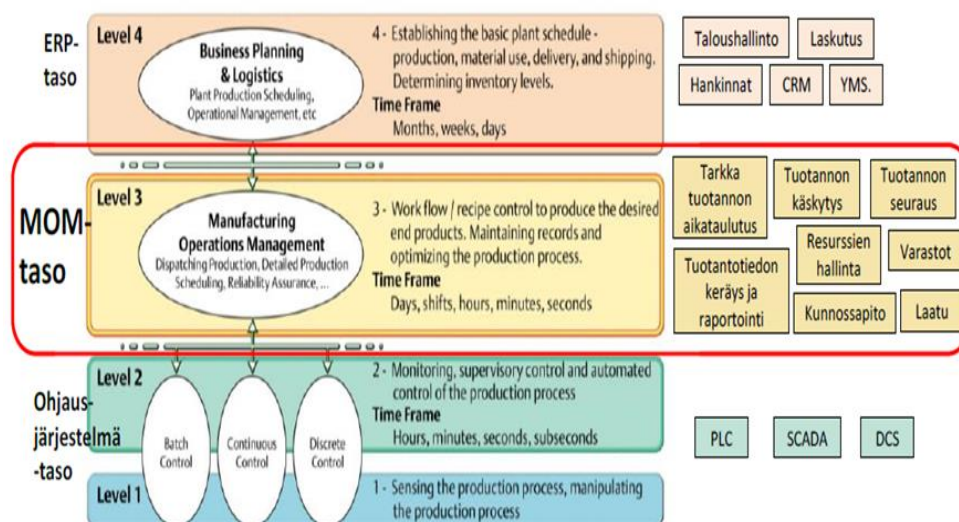 ERP-
taso
Level 4
Business Planning
& Logistics
Plant Production Scheduling,
Operational Management, etc
4 - Establishing the basic plant schedule -
production, material use, delivery, and shipping.
Determining inventory levels.
Time Frame
Months, weeks, days
Taloushallinto
Laskutus
Hankinnat
CRM
YMS.
MOM-
taso
Level 3
Manufacturing
Operations Management
Dispatching Production, Detailed Production
Scheduling, Reliability Assurance, ...
3 - Work flow / recipe control to produce the desired
end products. Maintaining records and
optimizing the production process.
Time Frame
Days, shifts, hours, minutes, seconds
Tarkka
tuotannon
aikataulutus
Tuotannon
käskytys
Tuotannon
seuraus
Tuotantotiedon
keräys ja
raportointi
Resurssien
hallinta
Varastot
Kunnossapito
Laatu
Ohjaus-
järjestelmä
-taso
Level 2
Batch
Control
Continuous
Control
Discrete
Control
2 - Monitoring, supervisory control and automated
control of the production process
Time Frame
Hours, minutes, seconds, subseconds
PLC
SCADA
DCS
Level 1
1 - Sensing the production process, manipulating
the production process